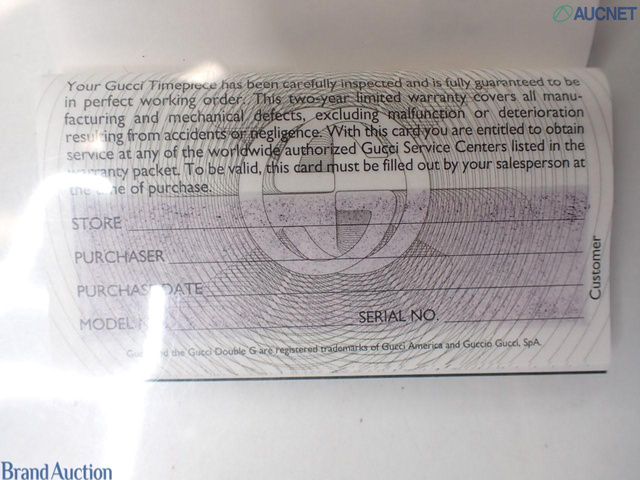 AUCNET
Your Gucci Timepiece has been carefully inspected and is fully guaranteed to be
in perfect working order. This two-year limited warranty covers all manu-
facturing and mechanical defects, excluding malfunction or deterioration
resulting from accidents or negligence. With this card you are entitled to obtain
service at any of the worldwide authorized Gucci Service Centers listed in the
warranty packet. To be valid, this card must be filled out by your salesperson at
the time of purchase.
STORE
PURCHASER
PURCHASE DATE
MODEL NO. SERIAL NO.
Gucci and the Gucci Double G are registered trademarks of Gucci America and Guccio Gucci, SpA.
Customer
Brand Auction